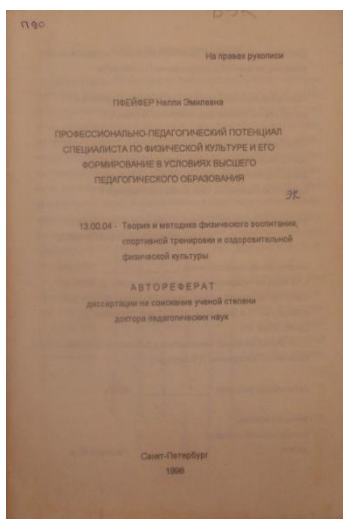 На правах рукописи
ПФЕЙФЕР Нелли Эмилевна
ПРОФЕССИОНАЛЬНО-ПЕДАГОГИЧЕСКИЙ ПОТЕНЦИАЛ
СПЕЦИАЛИСТА ПО ФИЗИЧЕСКОЙ КУЛЬТУРЕ И ЕГО
ФОРМИРОВАНИЕ В УСЛОВИЯХ ВЫСШЕГО
ПЕДАГОГИЧЕСКОГО ОБРАЗОВАНИЯ
13.00.04 - Теория и методика физического воспитания,
спортивной тренировки и оздоровительной
физической культуры
АВТОРЕФЕРАТ
диссертации на соискание ученой степени
доктора педагогических наук
Санкт-Петербург
1996